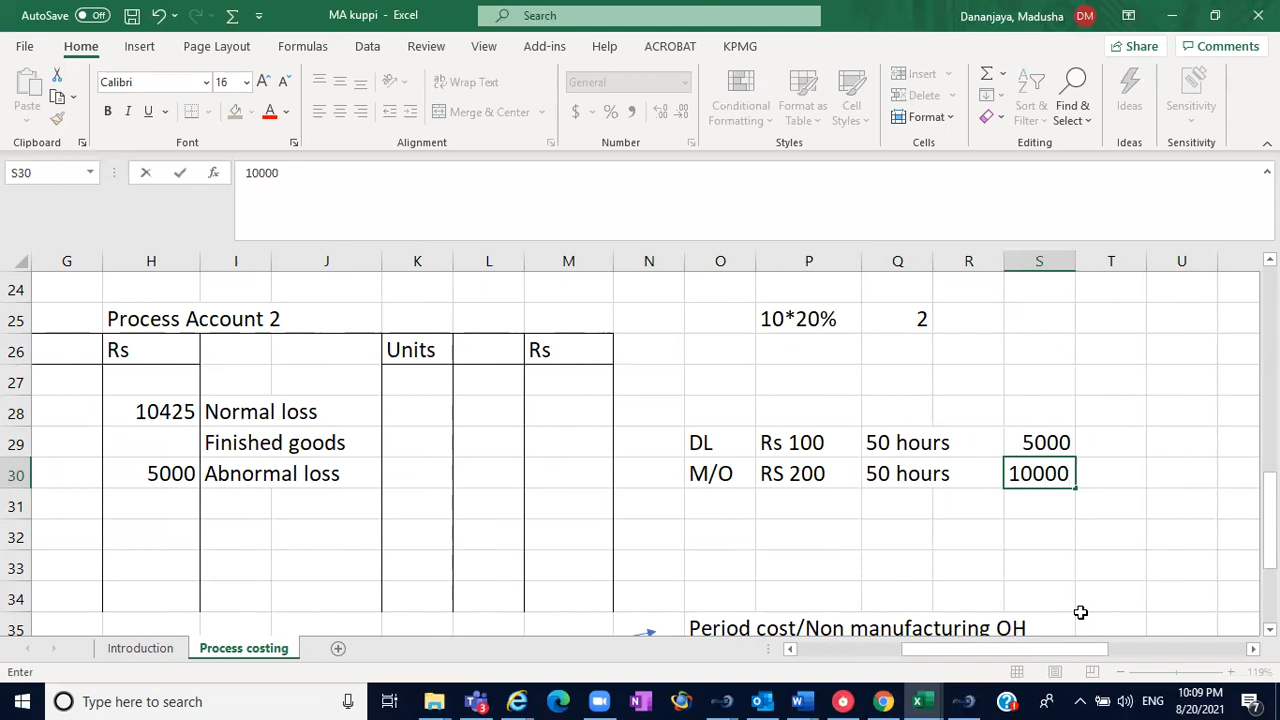 AutoSave Off
MA kuppi - Excel
Search
Dananjaya, Madusha DM
File Home Insert Page Layout Formulas Data Review View Add-ins Help ACROBAT KPMG
Share Comments
Paste
Calibri 16
B I U
Wrap Text
Merge & Center
General
$ % ,
Conditional Formatting
Format as Table
Cell Styles
Insert
Delete
Format
Sort & Filter
Find & Select
Ideas
Sensitivity
Clipboard Font Alignment Number Styles Cells Editing Ideas Sensitivity
S30 fx 10000
G H I J K L M N O P Q R S T U
24
25 Process Account 2 10*20% 2
26 Rs Units Rs
27
28 10425 Normal loss
29 Finished goods DL Rs 100 50 hours 5000
30 5000 Abnormal loss M/O RS 200 50 hours 10000
31
32
33
34
35 Period cost/Non manufacturing OH
Introduction Process costing
Enter 119%
Type here to search
3
ENG
10:09 PM
8/20/2021
7